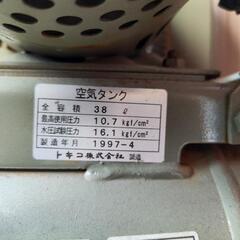 空気タンク
全容積 38 ℓ
最高使用圧力 10.7 kgf/cm²
水圧試験圧力 16.1 kgf/cm²
製造年月 1997-4
トキコ株式会社 製造